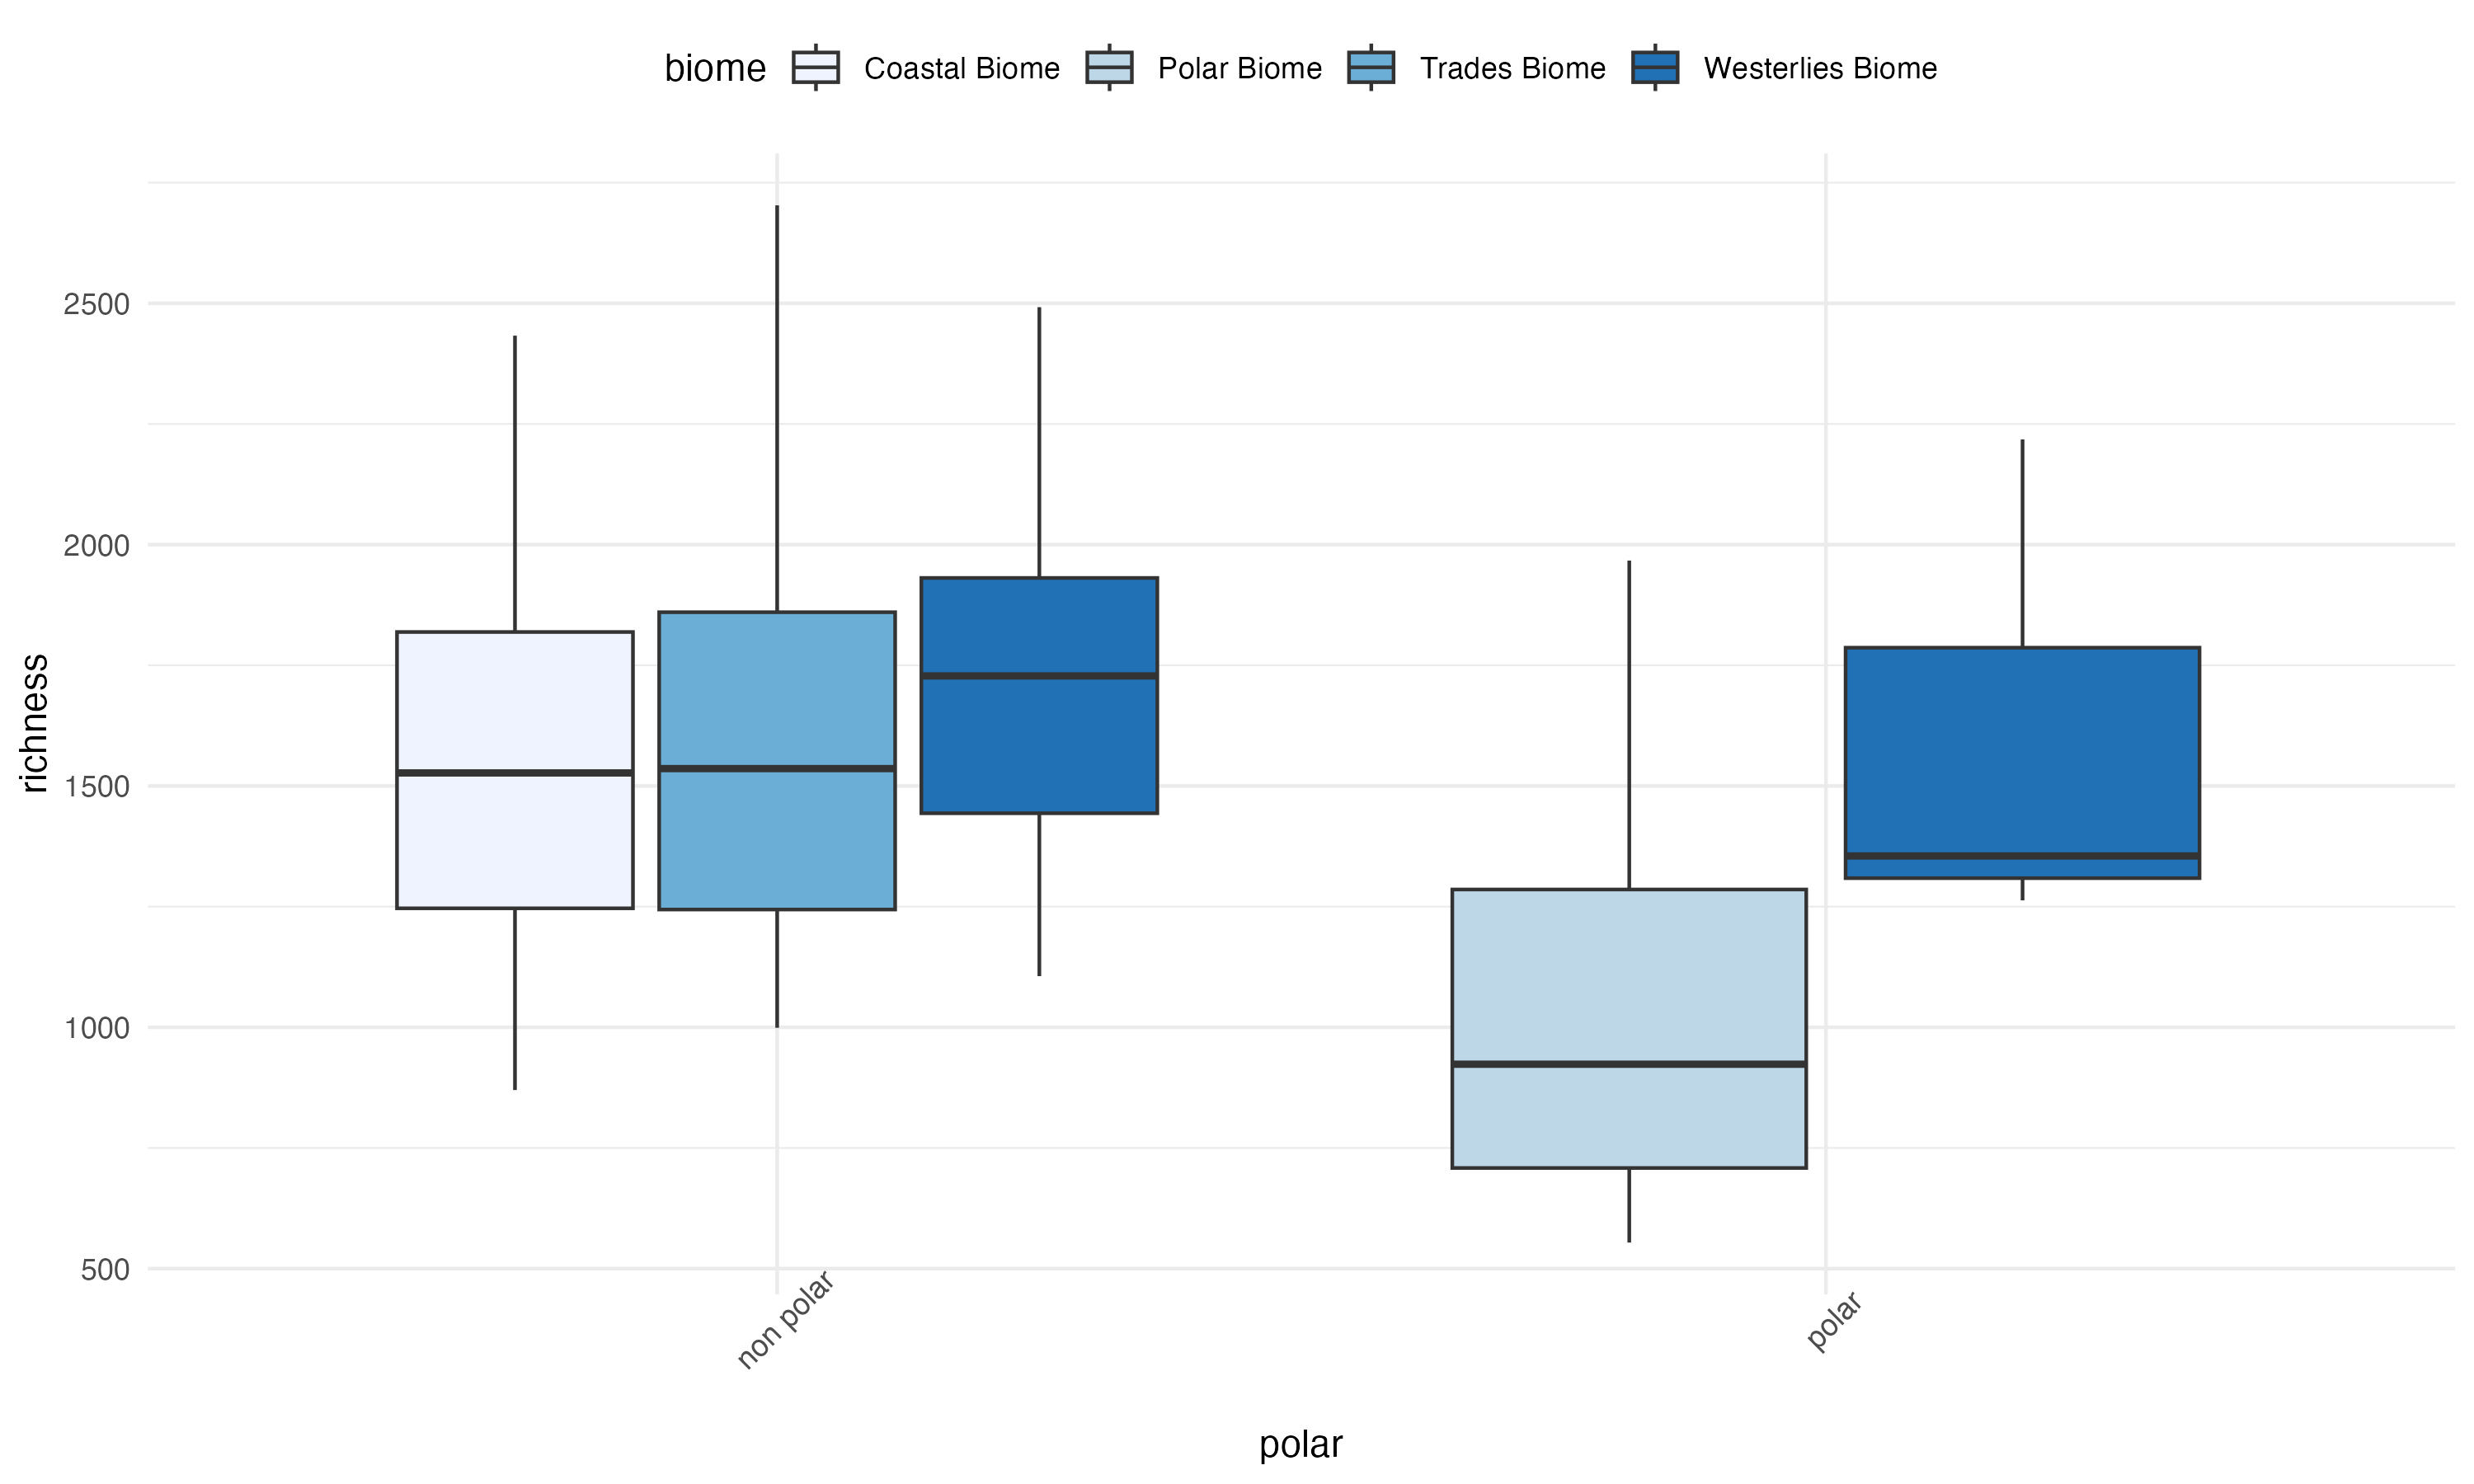 biome Coastal Biome Polar Biome Trades Biome Westerlies Biome
richness
2500
2000
1500
1000
500
non polar
polar
polar